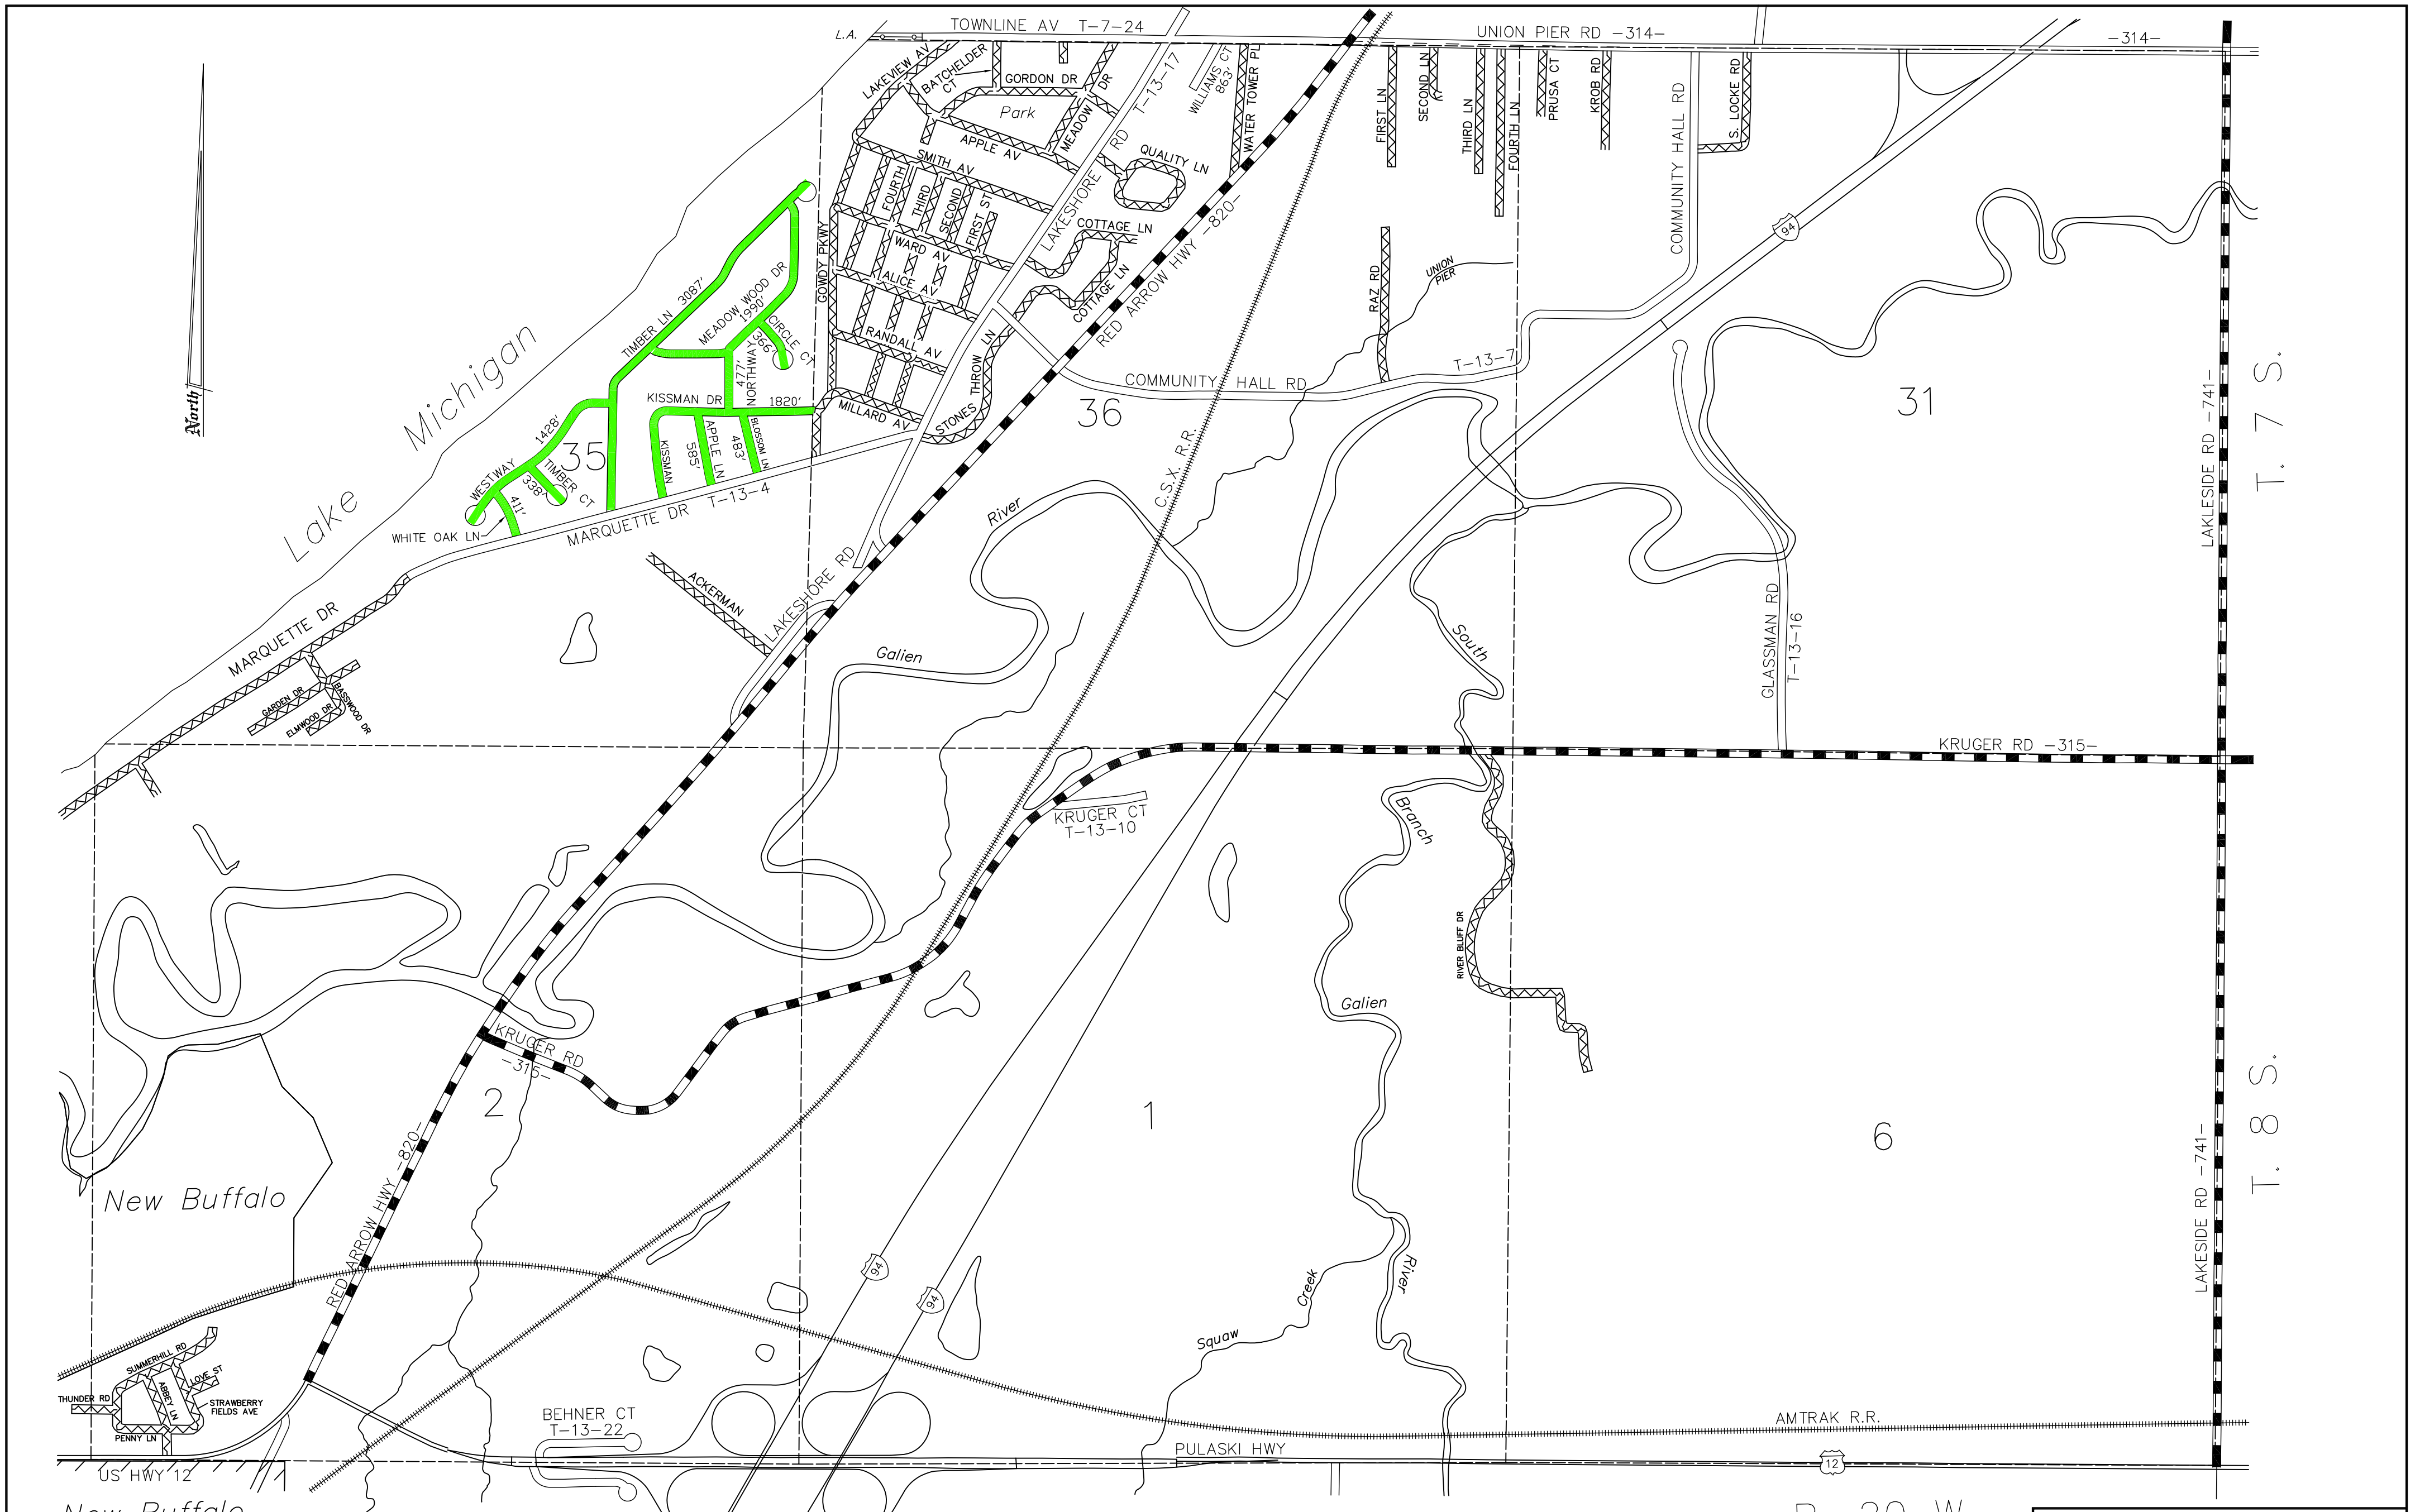 TOWNLINE AV T-7-24
UNION PIER RD -314-
-314-
L.A.
LAKEVIEW AV
BATCHELDER
CT
GORDON DR
Park
MEADOW DR
T-13-17
WILLIAMS CT
863'
WATER TOWER PL
FIRST LN
SECOND LN
THIRD LN
FOURTH LN
PRUSA CT
KROB RD
COMMUNITY HALL RD
S. LOCKE RD
APPLE AV
SMITH AV
QUALITY LN
FOURTH
THIRD
SECOND
FIRST ST
LAKESHORE RD
COTTAGE LN
COTTAGE LN
WARD AV
ALICE AV
RANDALL AV
MILLARD AV
GOWDY PKWY
STONES THROW LN
RED ARROW HWY -820-
94
RAZ RD
UNION
PIER
T-13-7
COMMUNITY HALL RD
36
31
LAKLESIDE RD -741-
T. 7 S.
North
Lake Michigan
TIMBER LN 3087'
MEADOW WOOD DR
1990'
CIRCLE CT
366'
NORTHWAY
477'
KISSMAN DR
1820'
KISSMAN
APPLE LN
585'
BLOSSOM LN
483'
35
1428'
WESTWAY
TIMBER CT
338'
411'
WHITE OAK LN
MARQUETTE DR T-13-4
MARQUETTE DR
ACKERMAN
LAKESHORE RD
GARDEN DR
ELMWOOD DR
BASSWOOD DR
River
Galien
C.S.X. R.R.
South
Branch
Galien
River
GLASSMAN RD
T-13-16
KRUGER RD -315-
KRUGER CT
T-13-10
RIVER BLUFF DR
KRUGER RD
-315-
2
1
6
T. 8 S.
LAKESIDE RD -741-
New Buffalo
RED ARROW HWY -820-
94
94
Squaw Creek
SUMMERHILL RD
LOVE ST
THUNDER RD
ABBEY LN
STRAWBERRY
FIELDS AVE
PENNY LN
US HWY 12
BEHNER CT
T-13-22
PULASKI HWY
AMTRAK R.R.
12
New Buffalo
R. 20 W.